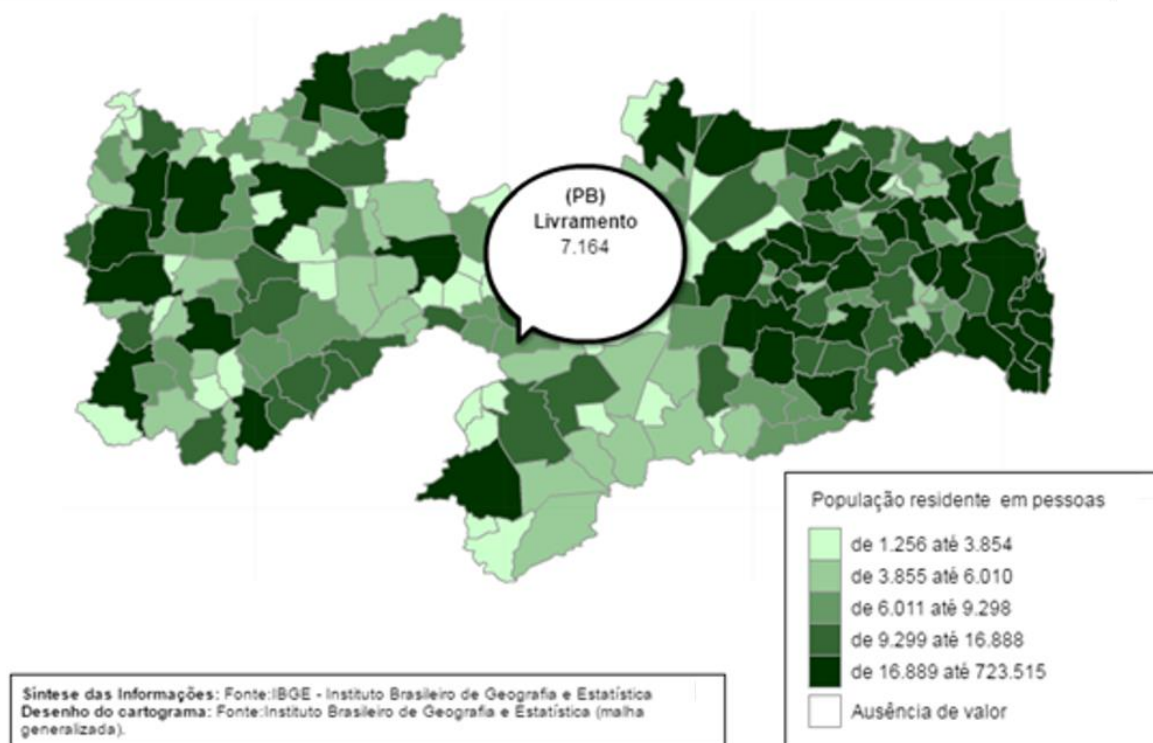 (PB)
Livramento
7.164
População residente em pessoas
de 1.256 até 3.854
de 3.855 até 6.010
de 6.011 até 9.298
de 9.299 até 16.888
de 16.889 até 723.515
Ausência de valor
Síntese das Informações: Fonte:IBGE - Instituto Brasileiro de Geografia e Estatística
Desenho do cartograma: Fonte:Instituto Brasileiro de Geografia e Estatística (malha
generalizada).